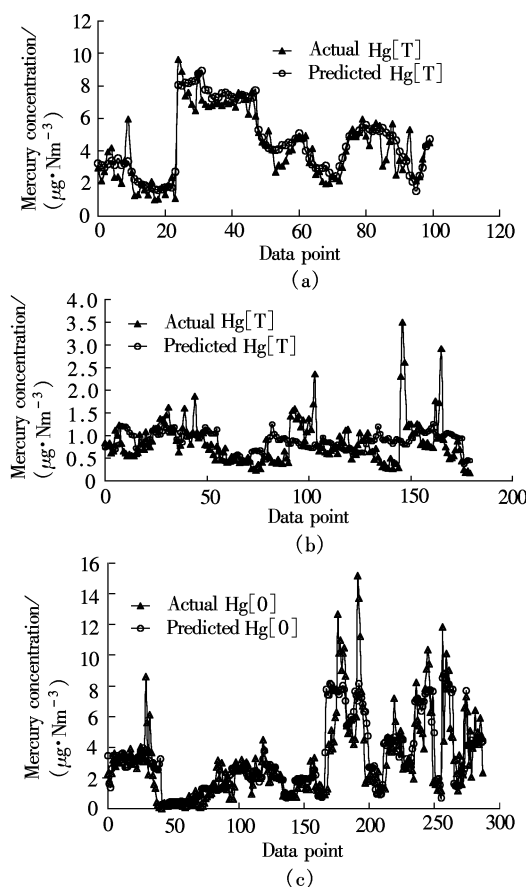 Mercury concentration/
(μg•Nm⁻³)
12
10
8
6
4
2
0
Actual Hg[T]
Predicted Hg[T]
0 20 40 60 80 100 120
Data point
(a)
Mercury concentration/
(μg•Nm⁻³)
4.0
3.5
3.0
2.5
2.0
1.5
1.0
0.5
0
Actual Hg[T]
Predicted Hg[T]
0 50 100 150 200
Data point
(b)
Mercury concentration/
(μg•Nm⁻³)
16
14
12
10
8
6
4
2
0
Actual Hg[0]
Predicted Hg[0]
0 50 100 150 200 250 300
Data point
(c)